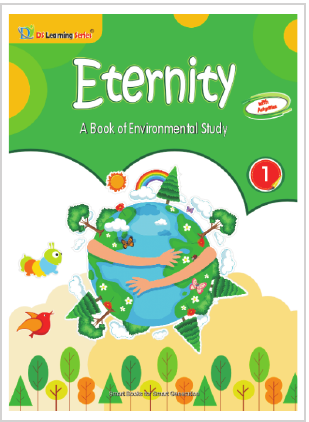 DS Learning Series
Eternity
with
Activities
A Book of Environmental Study
1